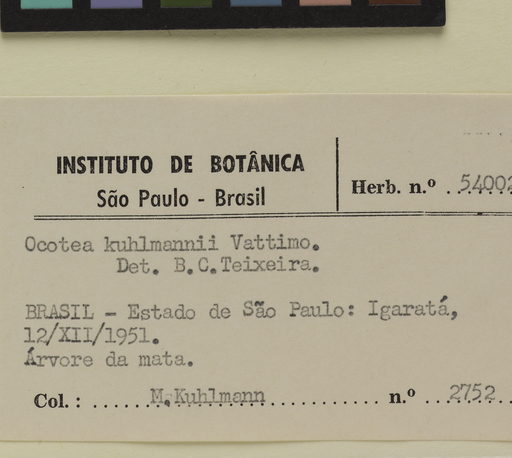 INSTITUTO DE BOTÂNICA
São Paulo - Brasil
Herb. n.º 54002
Ocotea kuhlmannii Vattimo.
Det. B.C.Teixeira.
BRASIL - Estado de São Paulo: Igaratá,
12/XII/1951.
Árvore da mata.
Col. : ...... M.Kuhlmann .................. n.º ..2752..